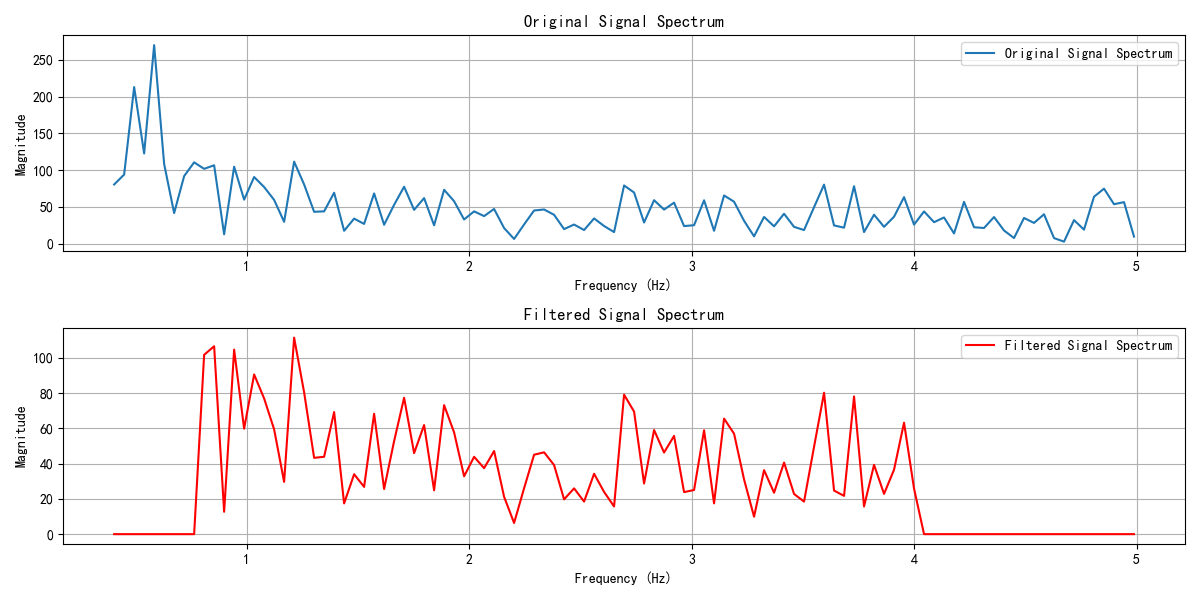 Original Signal Spectrum
Original Signal Spectrum
Magnitude
250
200
150
100
50
0
1 2 3 4 5
Frequency (Hz)
Filtered Signal Spectrum
Filtered Signal Spectrum
Magnitude
100
80
60
40
20
0
1 2 3 4 5
Frequency (Hz)